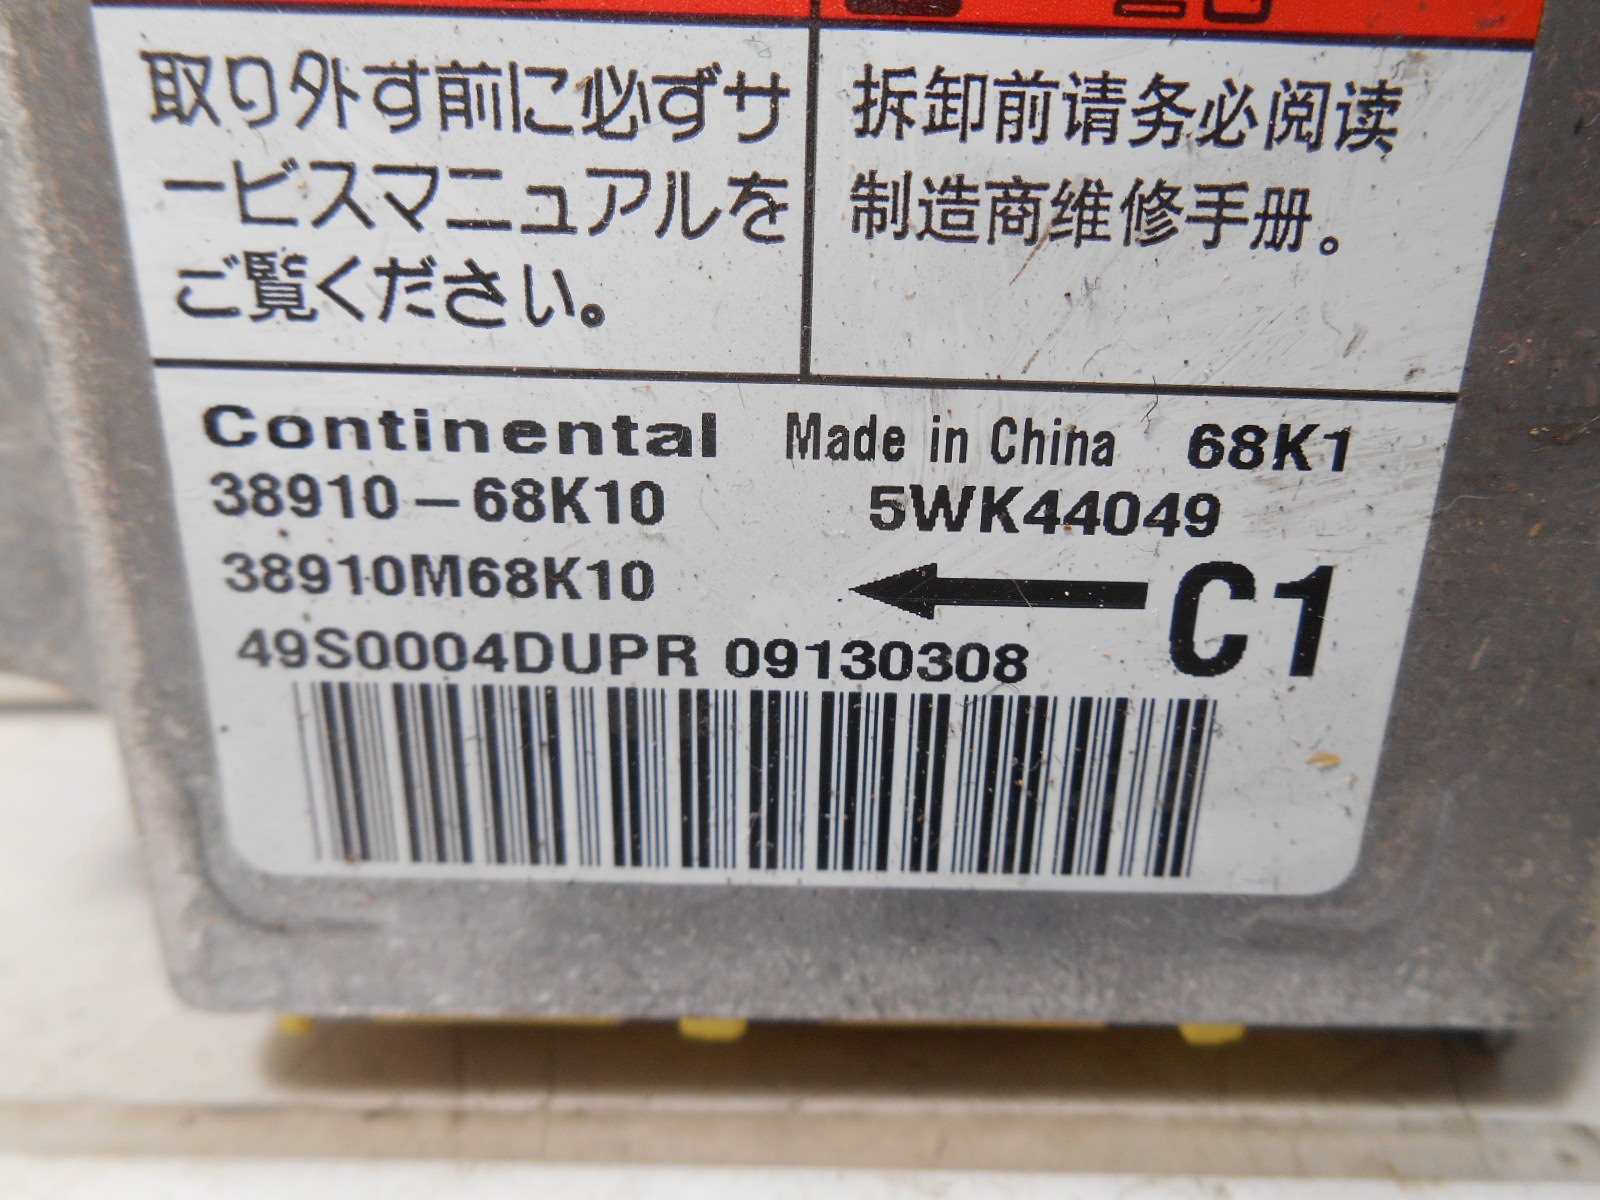 取り外す前に必ずサ
ービスマニュアルを
ご覧ください。
拆卸前请务必阅读
制造商维修手册。
Continental Made in China 68K1
38910-68K10 5WK44049
38910M68K10 C1
49S0004DUPR 09130308